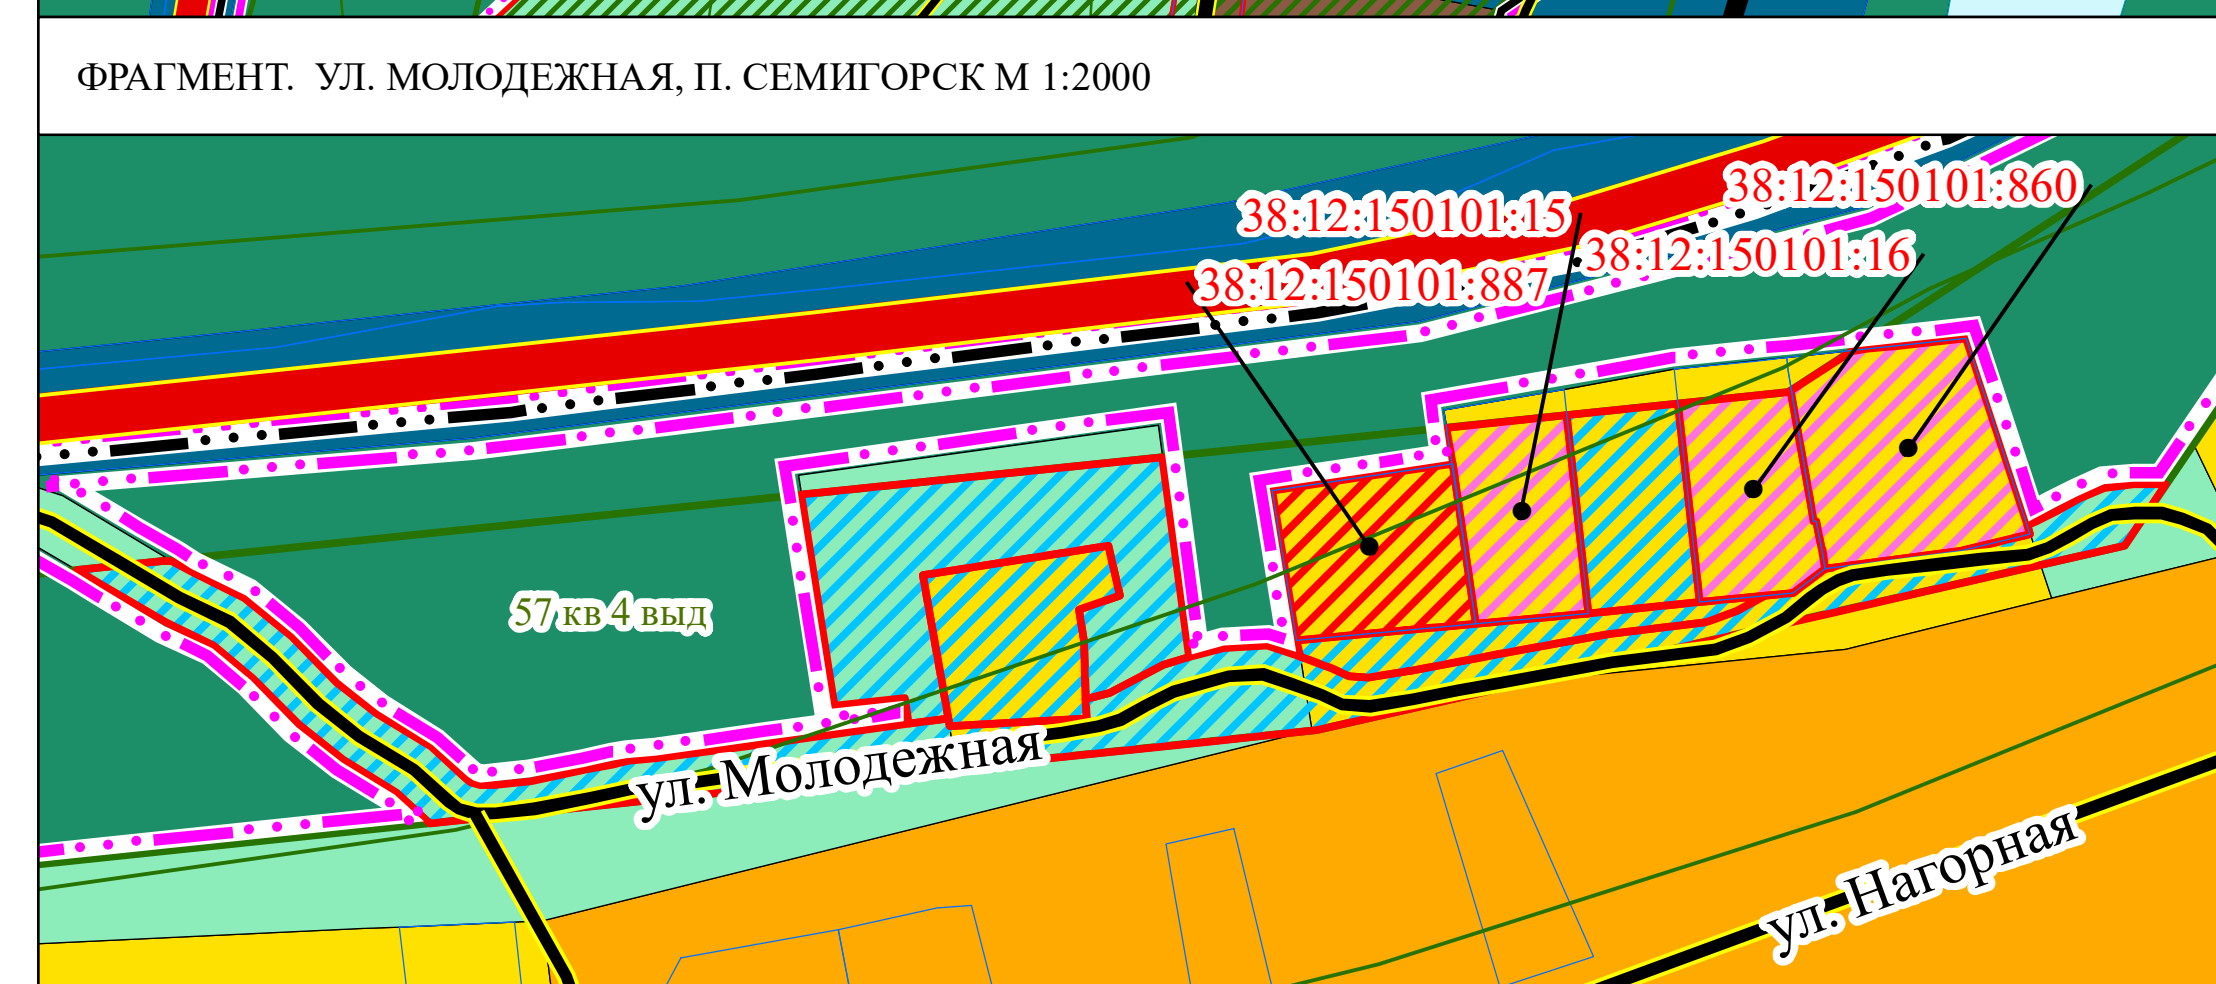 ФРАГМЕНТ. УЛ. МОЛОДЕЖНАЯ, П. СЕМИГОРСК М 1:2000
38:12:150101:860
38:12:150101:15
38:12:150101:16
38:12:150101:887
57 кв 4 выд
ул. Молодежная
ул. Нагорная